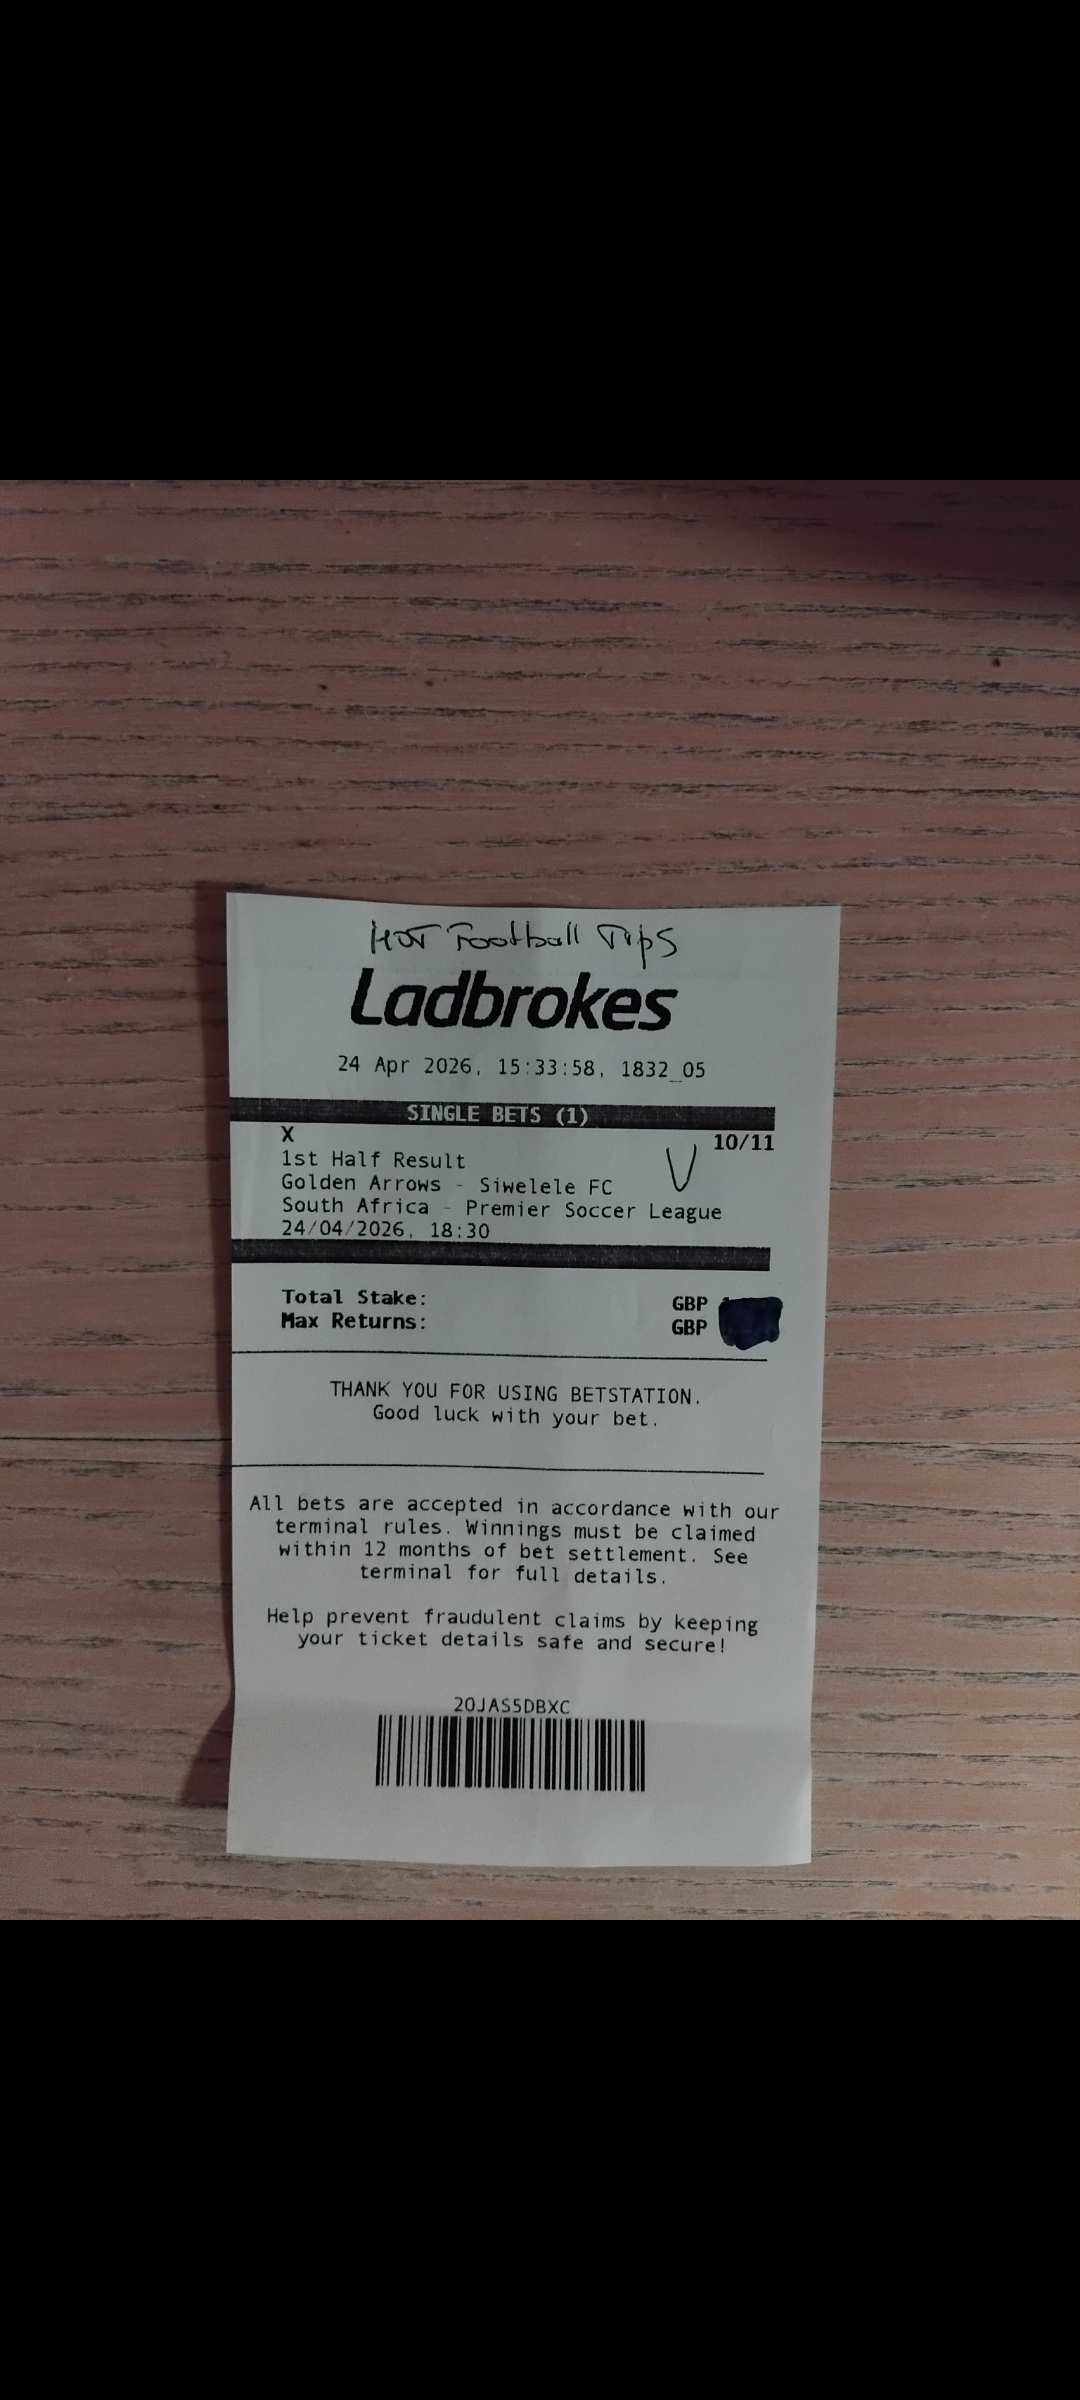 HOT Football Tips
Ladbrokes
24 Apr 2026, 15:33:58, 1832_05
SINGLE BETS (1)
X 10/11
1st Half Result
Golden Arrows - Siwelele FC
South Africa - Premier Soccer League
24/04/2026, 18:30
Total Stake: GBP
Max Returns: GBP
THANK YOU FOR USING BETSTATION.
Good luck with your bet.
All bets are accepted in accordance with our
terminal rules. Winnings must be claimed
within 12 months of bet settlement. See
terminal for full details.
Help prevent fraudulent claims by keeping
your ticket details safe and secure!
20JAS5DBXC